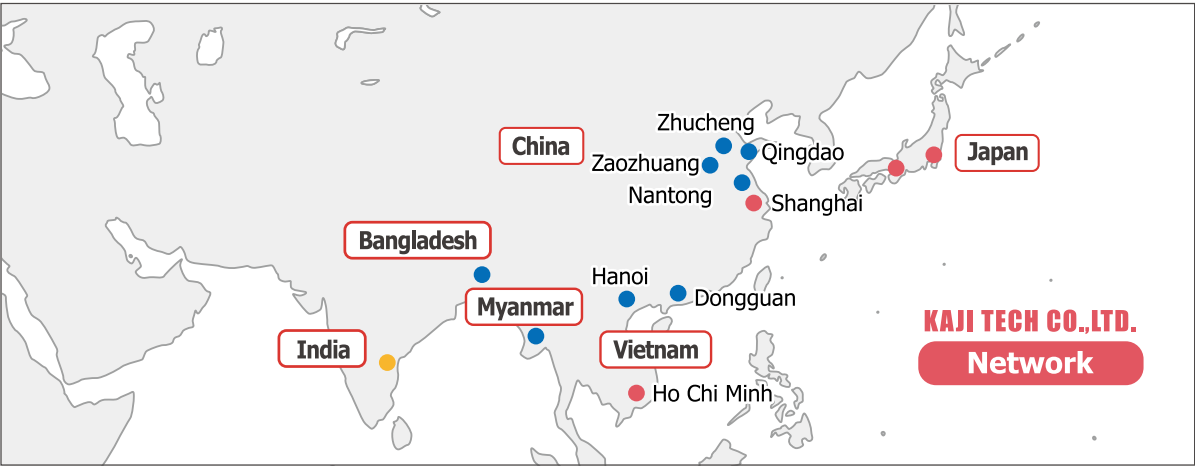 Zhucheng
China
Qingdao
Japan
Zaozhuang
Nantong
Shanghai
Bangladesh
Hanoi
Dongguan
Myanmar
KAJI TECH CO.,LTD.
India
Vietnam
Network
Ho Chi Minh